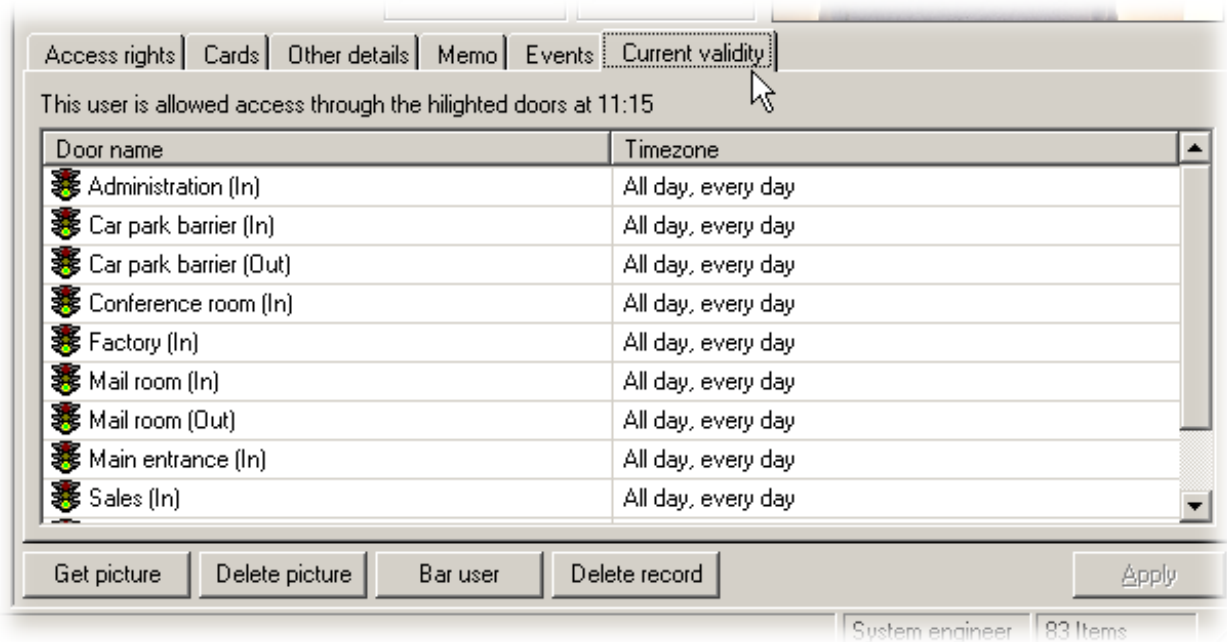 Access rights Cards Other details Memo Events Current validity
This user is allowed access through the hilighted doors at 11:15
Door name Timezone
Administration (In) All day, every day
Car park barrier (In) All day, every day
Car park barrier (Out) All day, every day
Conference room (In) All day, every day
Factory (In) All day, every day
Mail room (In) All day, every day
Mail room (Out) All day, every day
Main entrance (In) All day, every day
Sales (In) All day, every day
Get picture Delete picture Bar user Delete record Apply
System engineer 83 Items